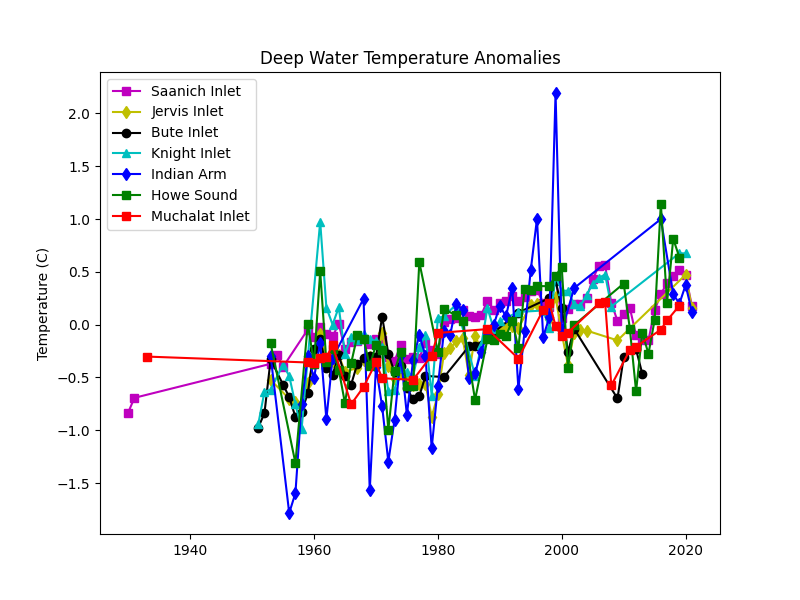 Deep Water Temperature Anomalies
Saanich Inlet
Jervis Inlet
Bute Inlet
Knight Inlet
Indian Arm
Howe Sound
Muchalat Inlet
Temperature (C)
2.0
1.5
1.0
0.5
0.0
−0.5
−1.0
−1.5
1940 1960 1980 2000 2020